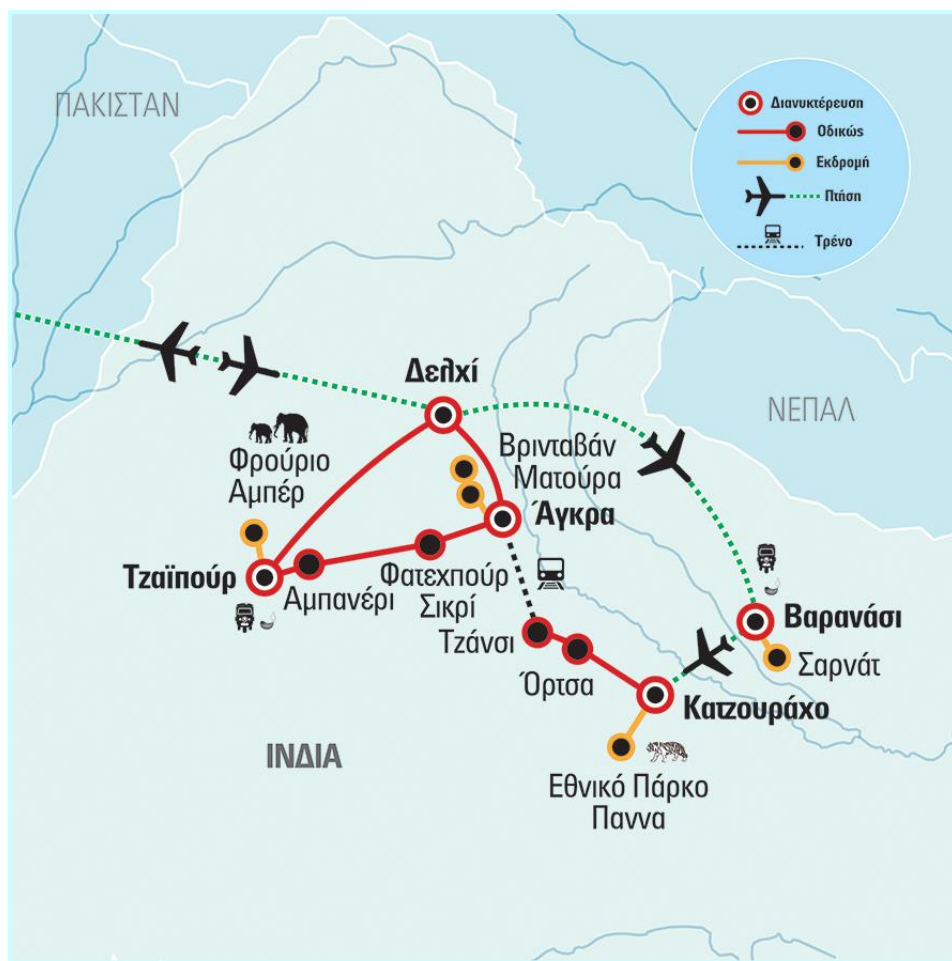 ΠΑΚΙΣΤΑΝ
Διανυκτέρευση
Οδικώς
Εκδρομή
Πτήση
Τρένο
Δελχί
ΝΕΠΑΛ
Φρούριο
Αμπέρ
Βρινταβάν
Ματούρα
Άγκρα
Τζαϊπούρ
Αμπανέρι
Φατεχπούρ
Σικρί
Τζάνσι
Όρτσα
Βαρανάσι
Σαρνάτ
Κατζουράχο
ΙΝΔΙΑ
Εθνικό Πάρκο
Παννα